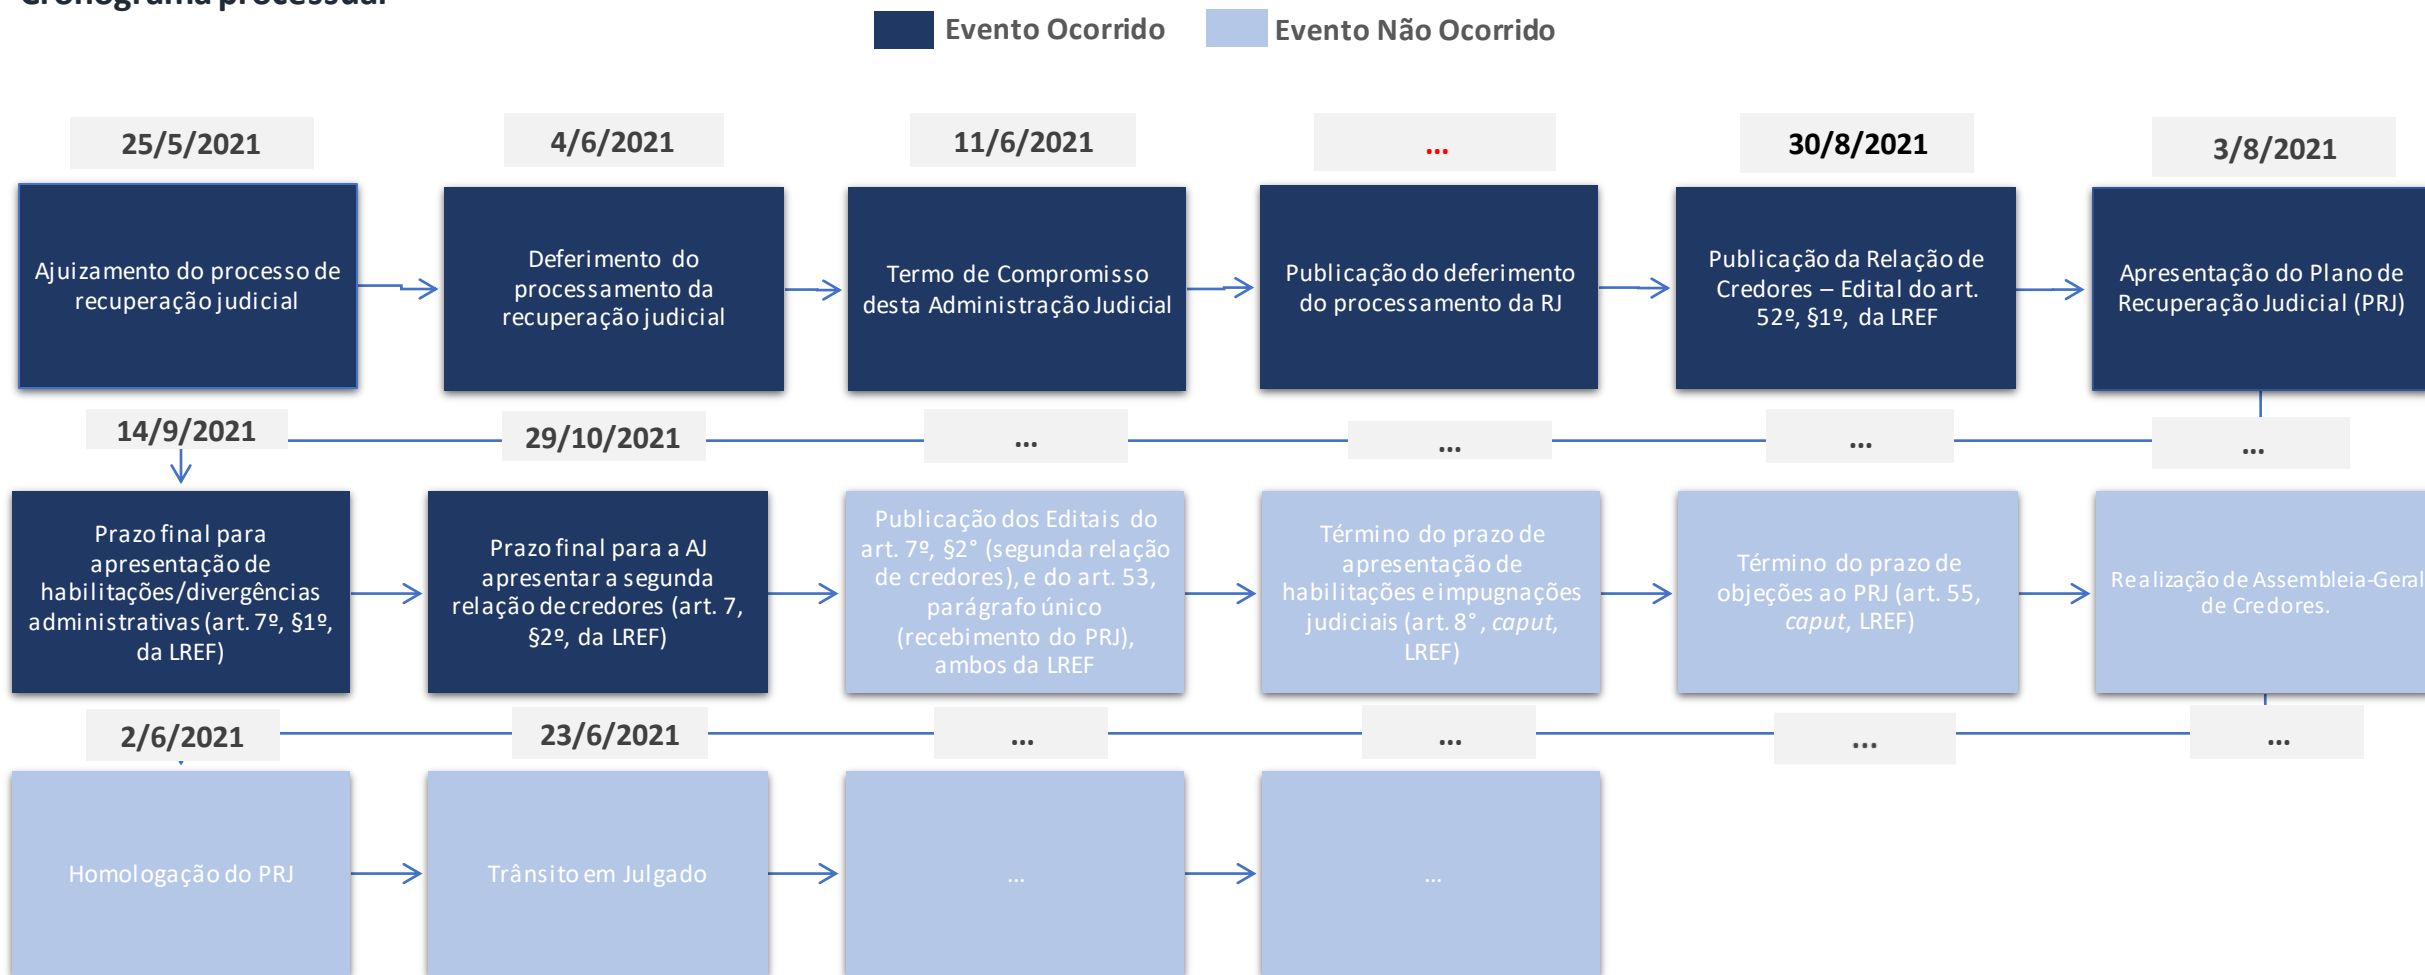 Cronograma processual
Evento Ocorrido
Evento Não Ocorrido
25/5/2021
4/6/2021
11/6/2021
...
30/8/2021
3/8/2021
Ajuizamento do processo de
recuperação judicial
Deferimento do
processamento da
recuperação judicial
Termo de Compromisso
desta Administração Judicial
Publicação do deferimento
do processamento da RJ
Publicação da Relação de
Credores – Edital do art.
52º, §1º, da LREF
Apresentação do Plano de
Recuperação Judicial (PRJ)
14/9/2021
29/10/2021
...
...
...
...
Prazo final para
apresentação de
habilitações/divergências
administrativas (art. 7º, §1º,
da LREF)
Prazo final para a AJ
apresentar a segunda
relação de credores (art. 7,
§2º, da LREF)
Publicação dos Editais do
art. 7º, §2° (segunda relação
de credores), e do art. 53,
parágrafo único
(recebimento do PRJ),
ambos da LREF
Término do prazo de
apresentação de
habilitações e impugnações
judiciais (art. 8°, caput,
LREF)
Término do prazo de
objeções ao PRJ (art. 55,
caput, LREF)
Realização de Assembleia-Geral
de Credores.
2/6/2021
23/6/2021
...
...
...
...
Homologação do PRJ
Trânsito em Julgado
...
...